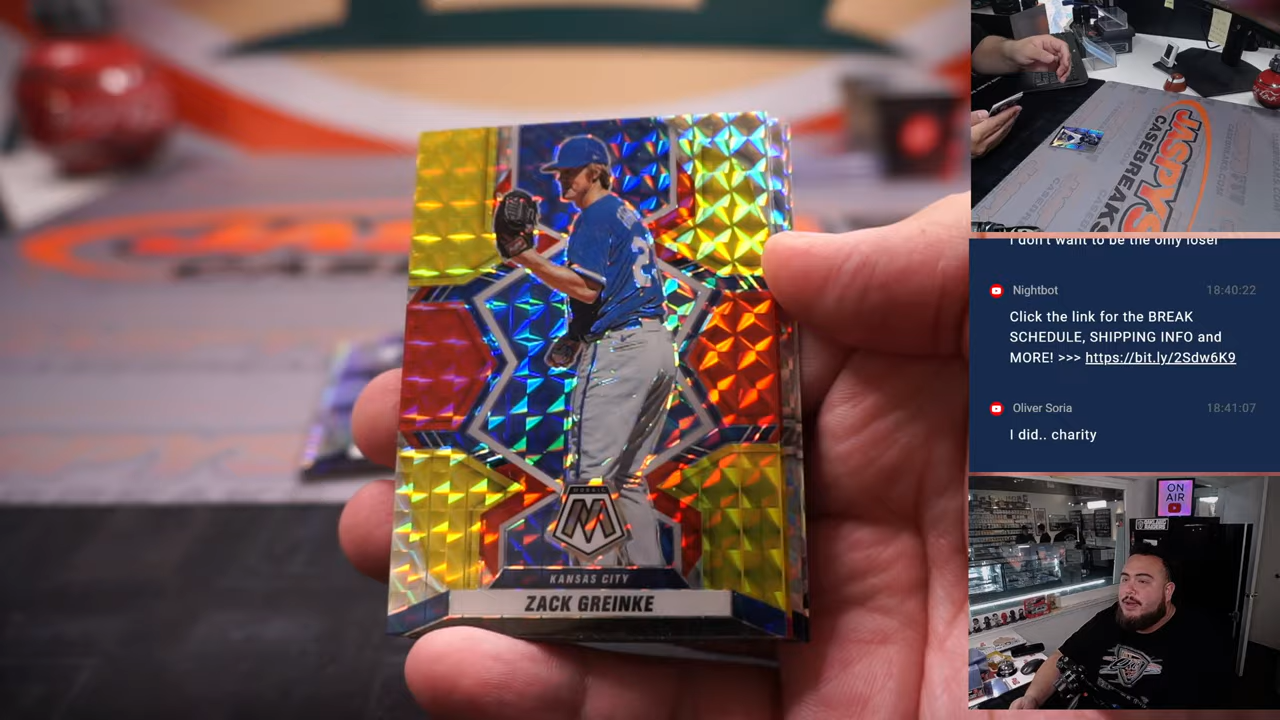 MOSAIC
M
KANSAS CITY
ZACK GREINKE
JASPYS
CASEBREAKS
I don't want to be the only loser
Nightbot 18:40:22
Click the link for the BREAK
SCHEDULE, SHIPPING INFO and
MORE! >>> https://bit.ly/2Sdw6K9
Oliver Soria 18:41:07
I did.. charity
ON
AIR